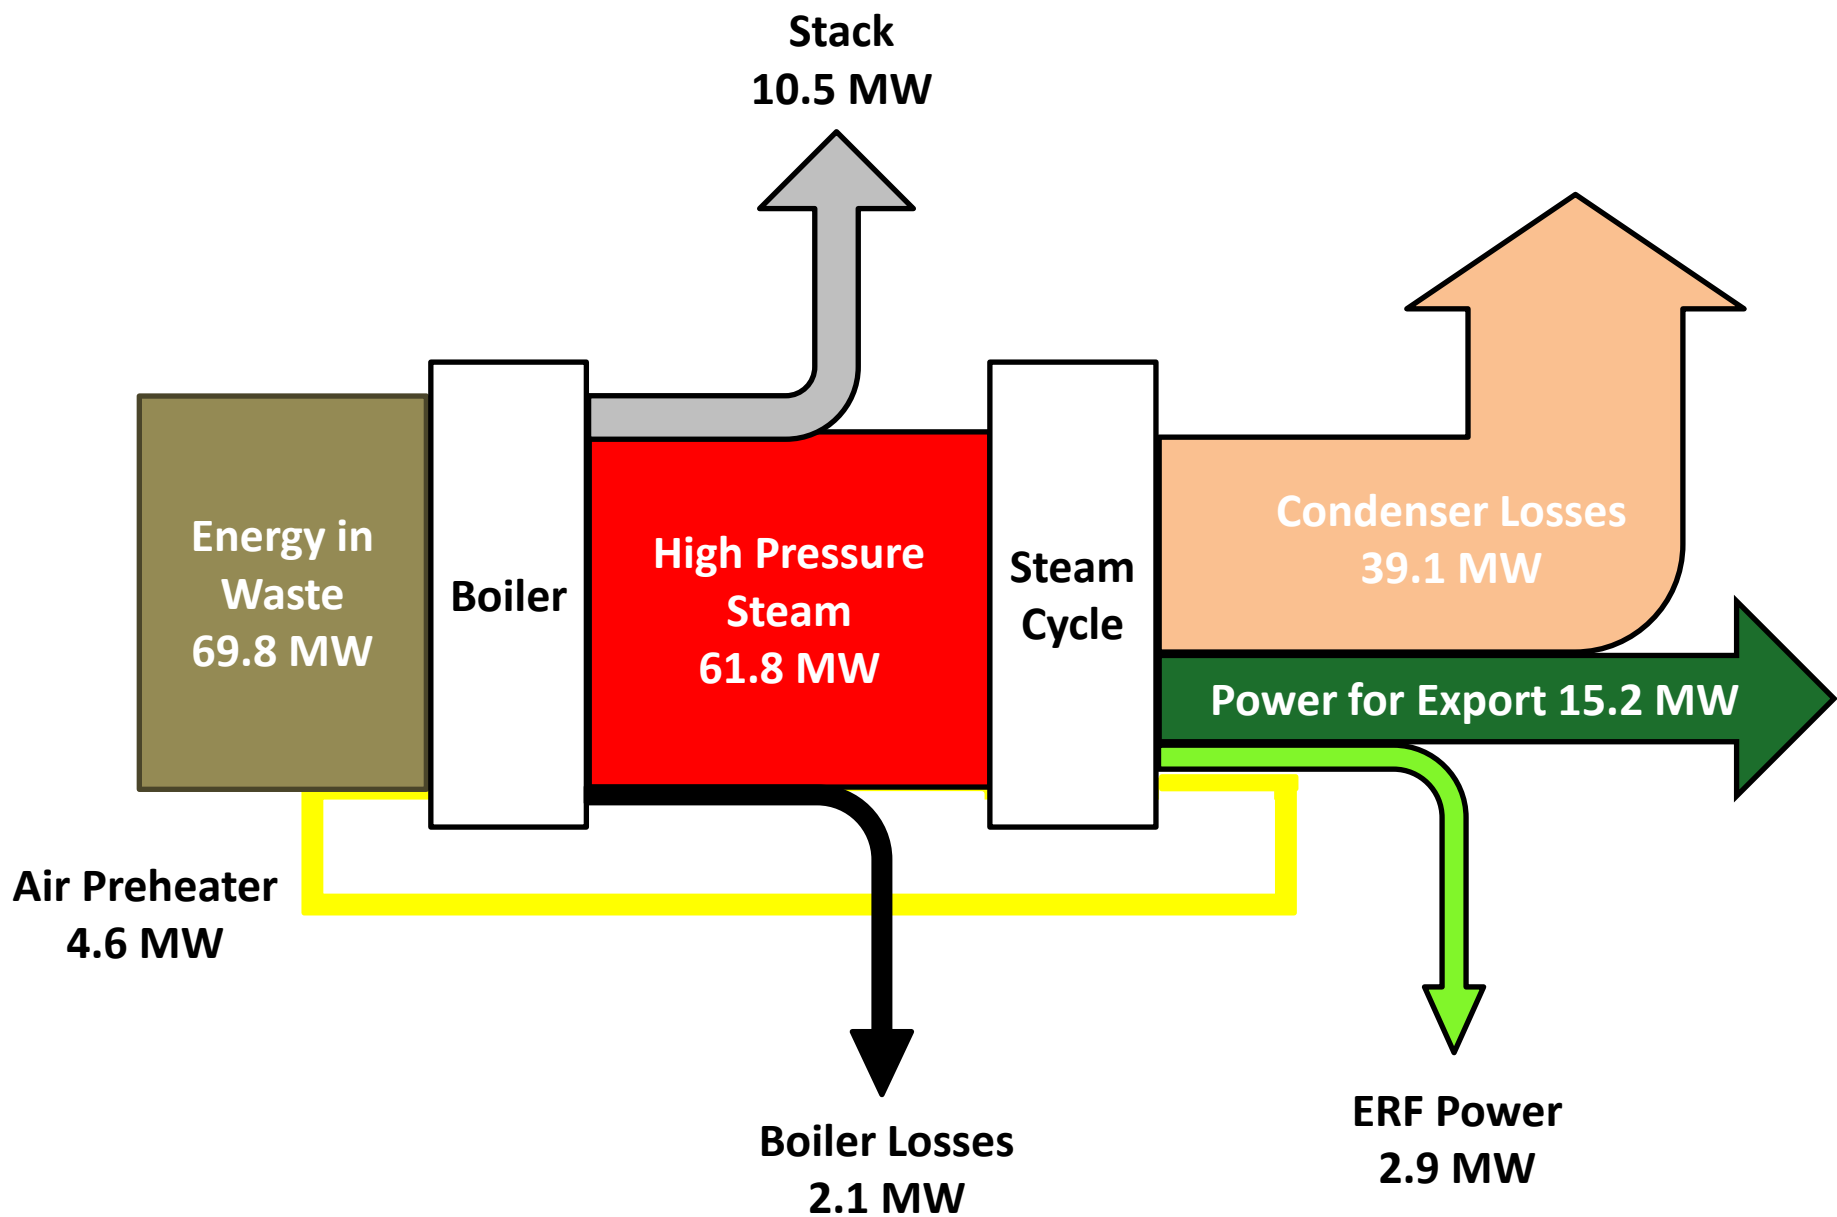 Stack
10.5 MW
Energy in
Waste
69.8 MW
Boiler
High Pressure
Steam
61.8 MW
Steam
Cycle
Condenser Losses
39.1 MW
Power for Export 15.2 MW
Air Preheater
4.6 MW
Boiler Losses
2.1 MW
ERF Power
2.9 MW